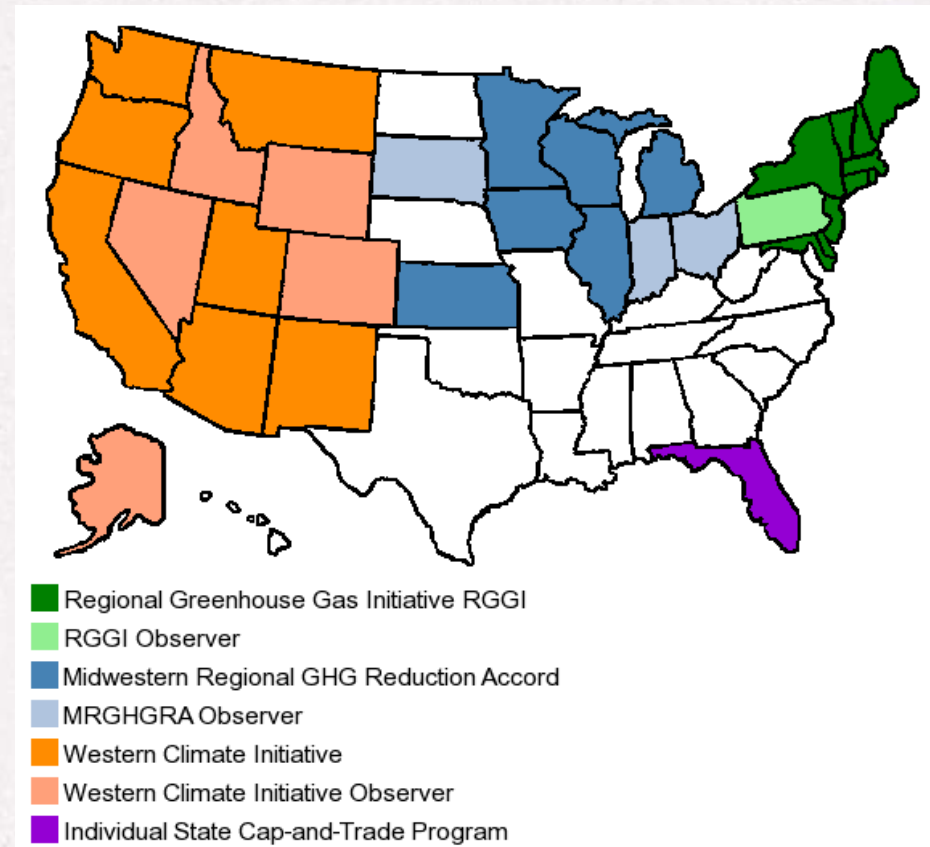 Regional Greenhouse Gas Initiative RGGI
RGGI Observer
Midwestern Regional GHG Reduction Accord
MRGHGRA Observer
Western Climate Initiative
Western Climate Initiative Observer
Individual State Cap-and-Trade Program